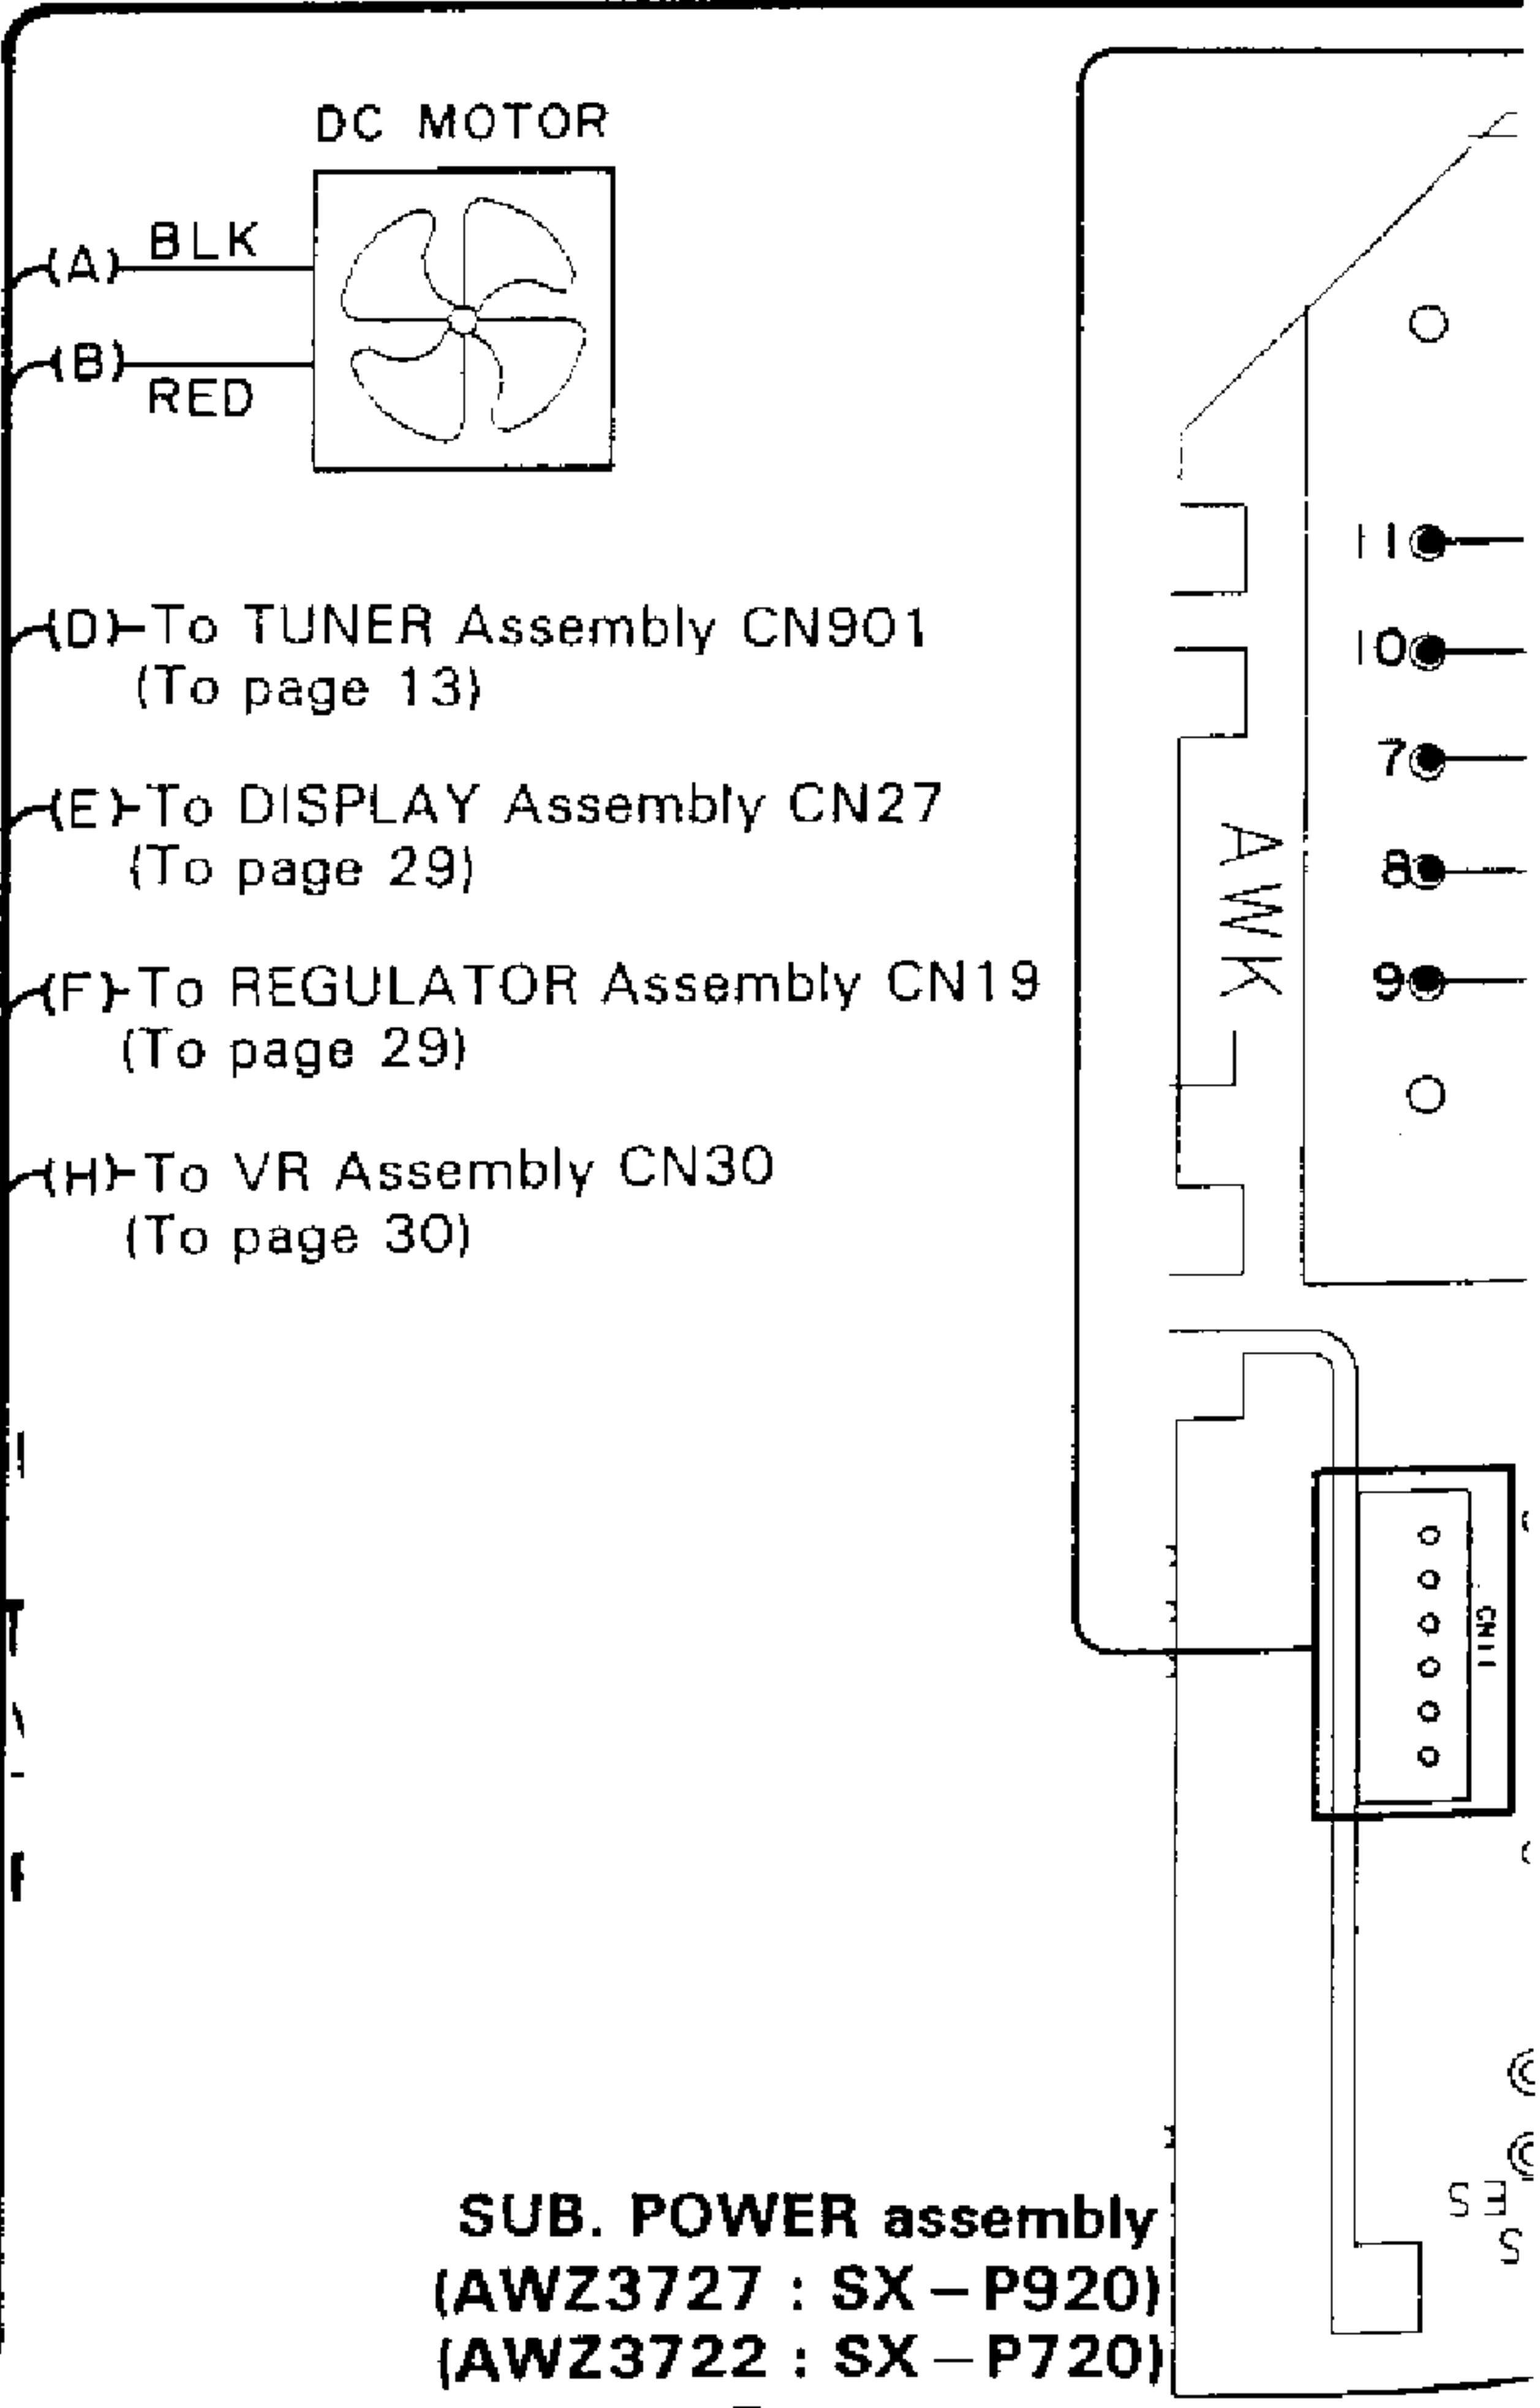 DC MOTOR
(A) BLK
(B)
RED
(D) To TUNER Assembly CN901
(To page 13)
(E) To DISPLAY Assembly CN27
(To page 29)
(F) To REGULATOR Assembly CN19
(To page 29)
(H) To VR Assembly CN30
(To page 30)
11
10
7
8
9
AWK
CN11
SUB. POWER assembly
(AWZ3727 : SX-P920)
(AWZ3722 : SX-P720)